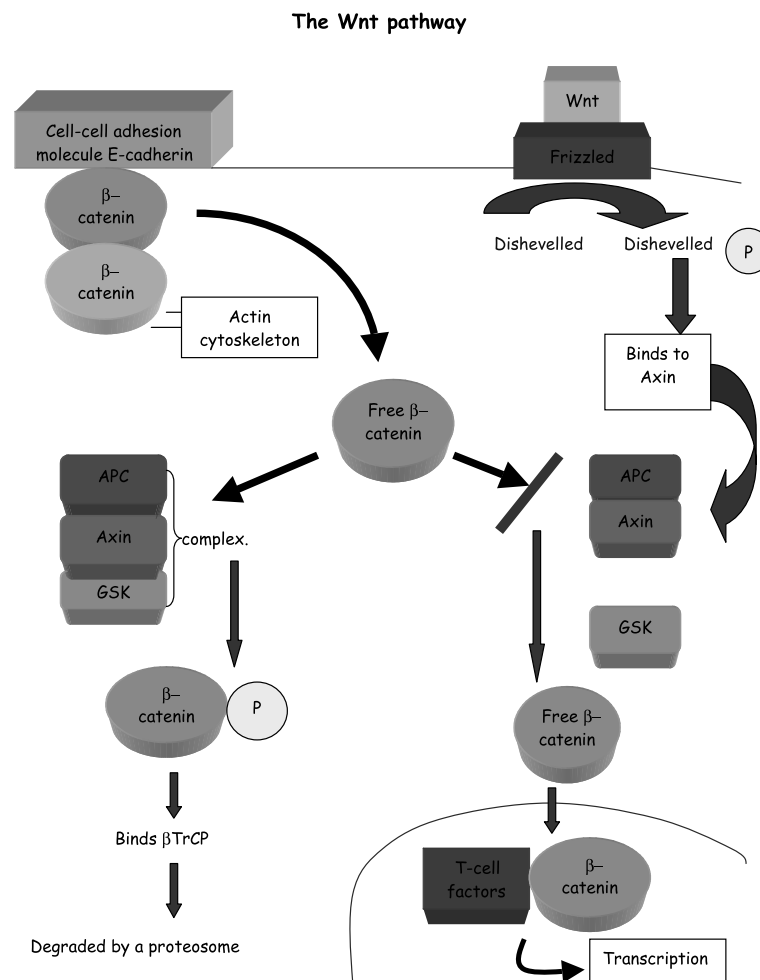 The Wnt pathway
Cell-cell adhesion
molecule E-cadherin
Wnt
Frizzled
β–
catenin
β–
catenin
Dishevelled
Dishevelled
P
Actin
cytoskeleton
Binds to
Axin
Free β–
catenin
APC
Axin
GSK
complex.
APC
Axin
GSK
β–
catenin
P
Free β–
catenin
Binds βTrCP
T-cell
factors
β–
catenin
Degraded by a proteosome
Transcription